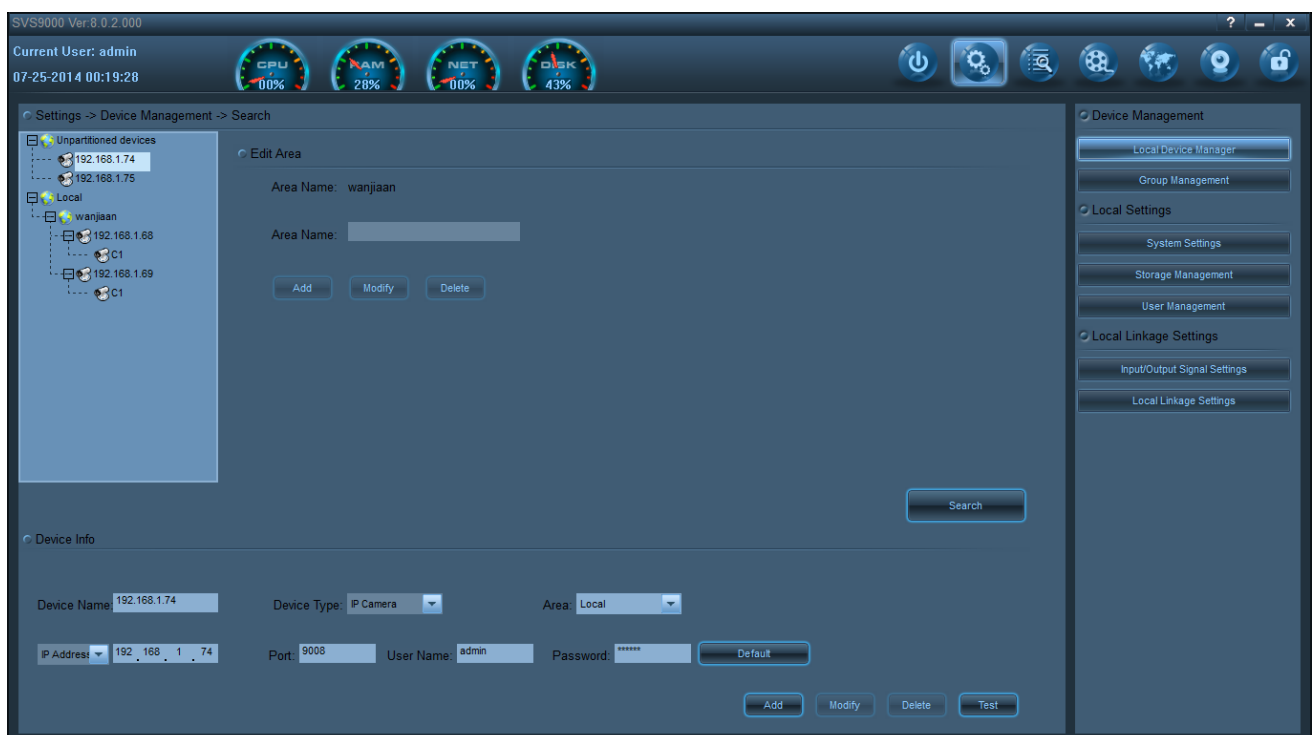 SVS9000 Ver:8.0.2.000
? – x
Current User: admin
07-25-2014 00:19:28
CPU 00%
RAM 28%
NET 00%
DISK 43%
Settings -> Device Management -> Search
Unpartitioned devices
192.168.1.74
192.168.1.75
Local
wanjiaan
192.168.1.68
C1
192.168.1.69
C1
Edit Area
Area Name: wanjiaan
Area Name:
Add Modify Delete
Search
Device Info
Device Name: 192.168.1.74 Device Type: IP Camera Area: Local
IP Address 192 . 168 . 1 . 74 Port: 9008 User Name: admin Password: ****** Default
Add Modify Delete Test
Device Management
Local Device Manager
Group Management
Local Settings
System Settings
Storage Management
User Management
Local Linkage Settings
Input/Output Signal Settings
Local Linkage Settings